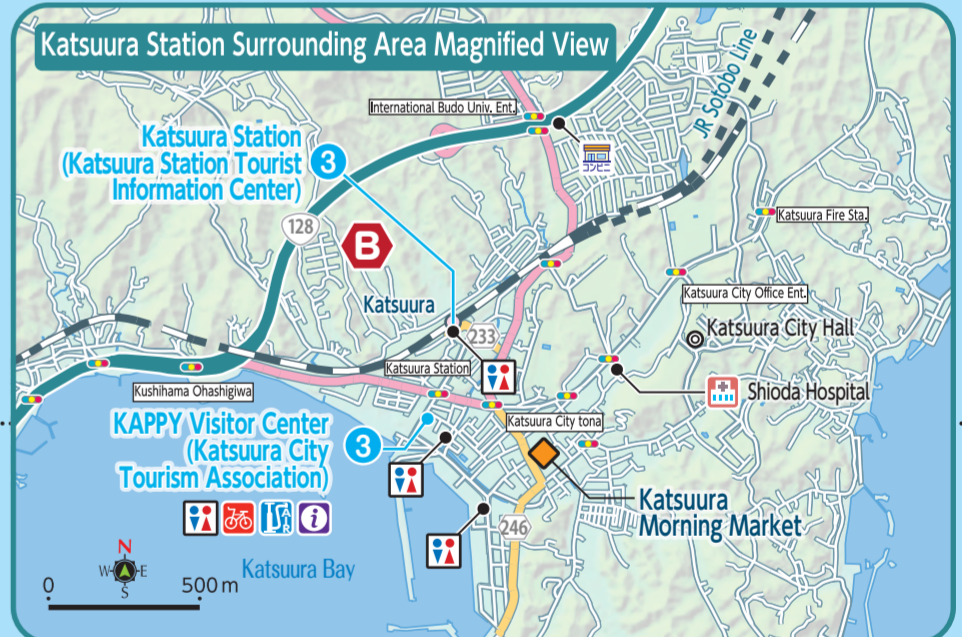 Katsuura Station Surrounding Area Magnified View
JR Sotobo Line
International Budo Univ. Ent.
Katsuura Station
(Katsuura Station Tourist
Information Center)
3
コンビニ
128
B
Katsuura Fire Sta.
Katsuura City Office Ent.
Katsuura
233
Katsuura City Hall
Katsuura Station
Kushihama Ohashigiwa
Shioda Hospital
KAPPY Visitor Center
(Katsuura City
Tourism Association)
3
Katsuura City tona
Katsuura
Morning Market
246
i
N
W E
S
0 500 m
Katsuura Bay